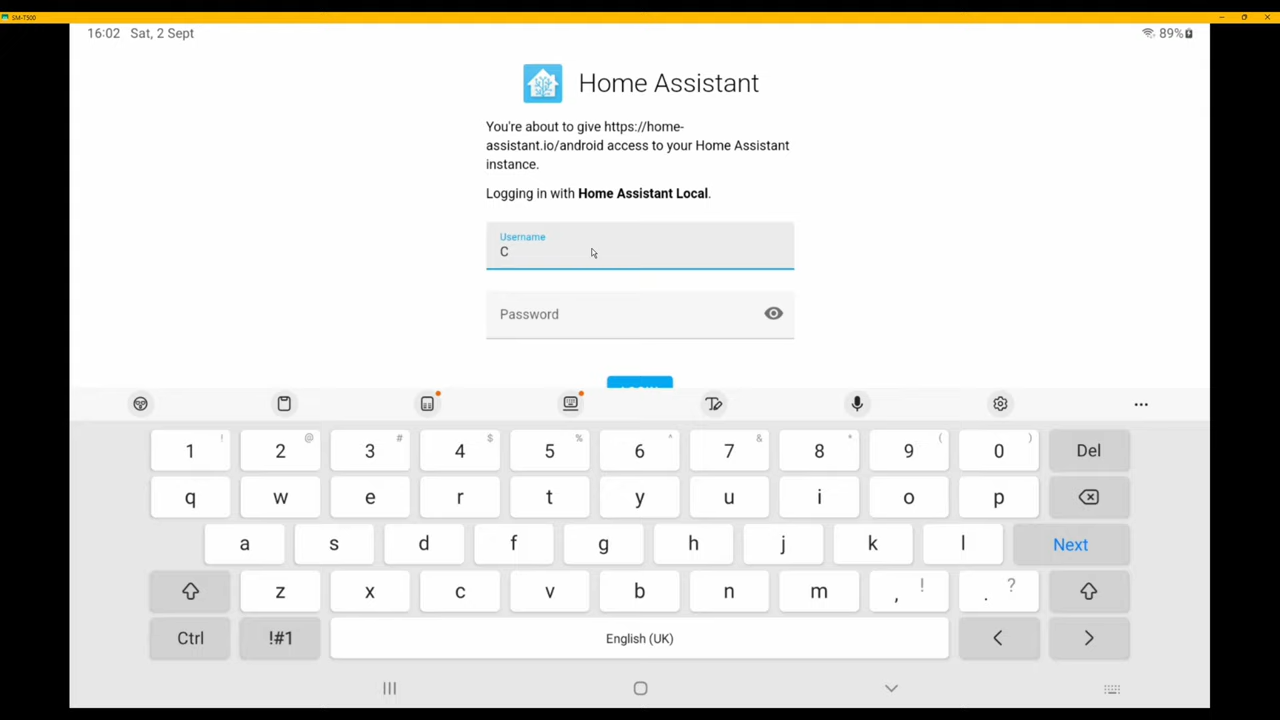 SM-T500
16:02 Sat, 2 Sept
89%
Home Assistant
You're about to give https://home-
assistant.io/android access to your Home Assistant
instance.
Logging in with Home Assistant Local.
Username
C
Password
1 ! 2 @ 3 # 4 $ 5 % 6 ^ 7 & 8 * 9 ( 0 ) Del
q w e r t y u i o p
a s d f g h j k l Next
z x c v b n m , ! . ?
Ctrl !#1 English (UK) < >